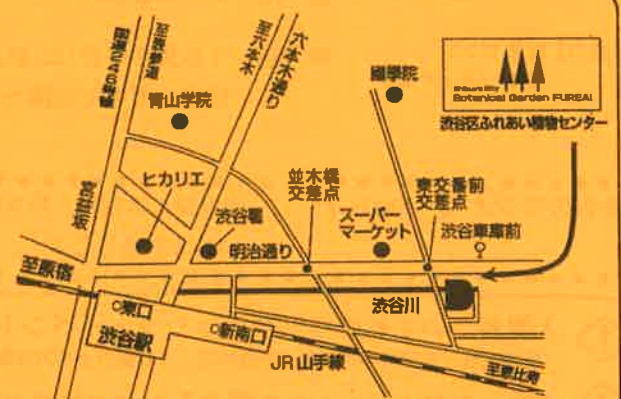 国道246号線
至表参道
至六本木
六本木通り
青山学院
國學院
Shibuya City
Botanical Garden FUREAI
渋谷区ふれあい植物センター
宮益坂
ヒカリエ
渋谷署
明治通り
並木橋
交差点
スーパー
マーケット
東交番前
交差点
渋谷車庫前
至原宿
○東口
渋谷駅
○新南口
JR山手線
渋谷川
至恵比寿